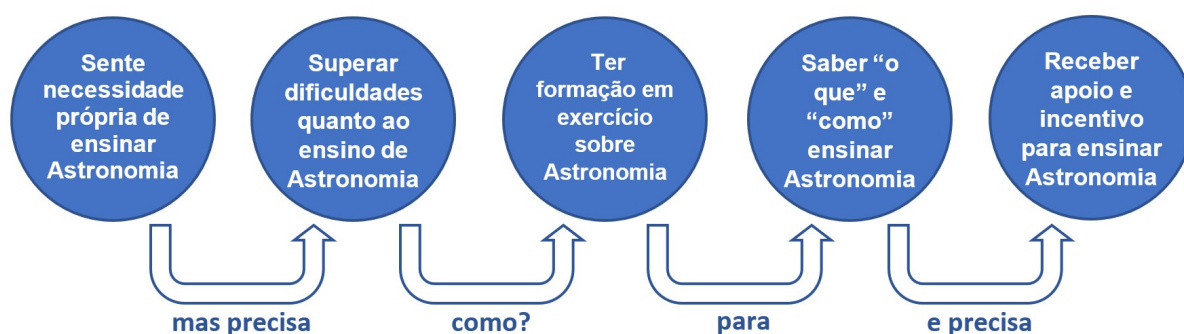 Sente
necessidade
própria de
ensinar
Astronomia
Superar
dificuldades
quanto ao
ensino de
Astronomia
Ter
formação em
exercício
sobre
Astronomia
Saber “o
que” e
“como”
ensinar
Astronomia
Receber
apoio e
incentivo
para ensinar
Astronomia
mas precisa
como?
para
e precisa